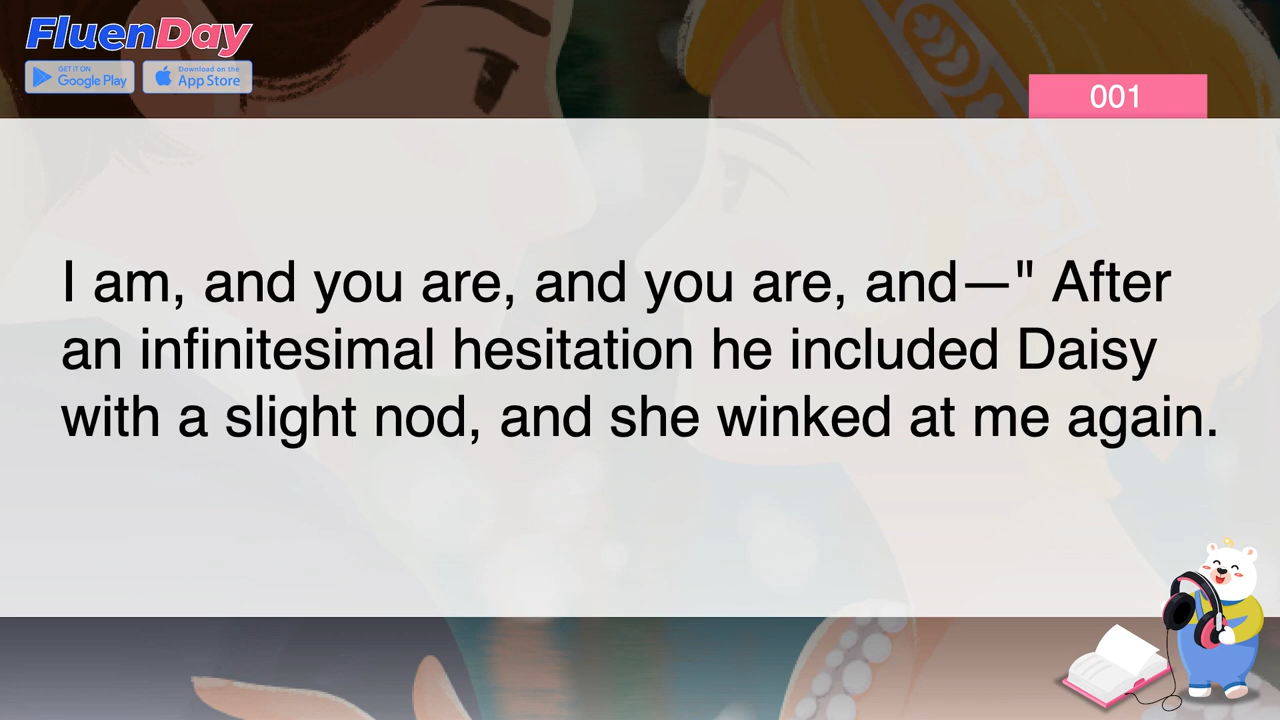 FluenDay
GET IT ON
Google Play
Download on the
App Store
001
I am, and you are, and you are, and—" After
an infinitesimal hesitation he included Daisy
with a slight nod, and she winked at me again.